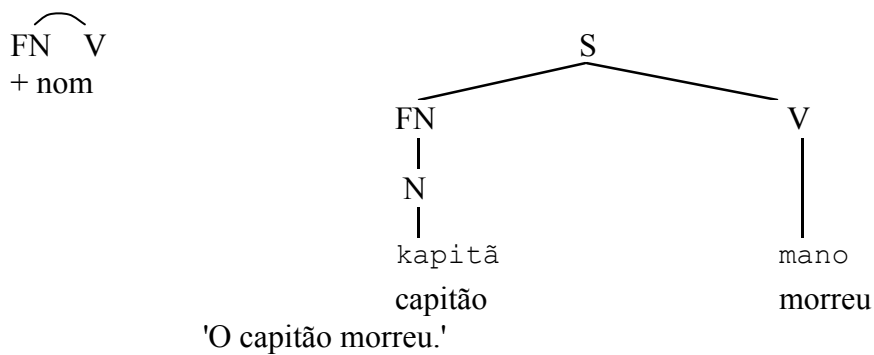 FN V
+ nom
S
FN V
N
kapitã mano
capitão morreu
'O capitão morreu.'